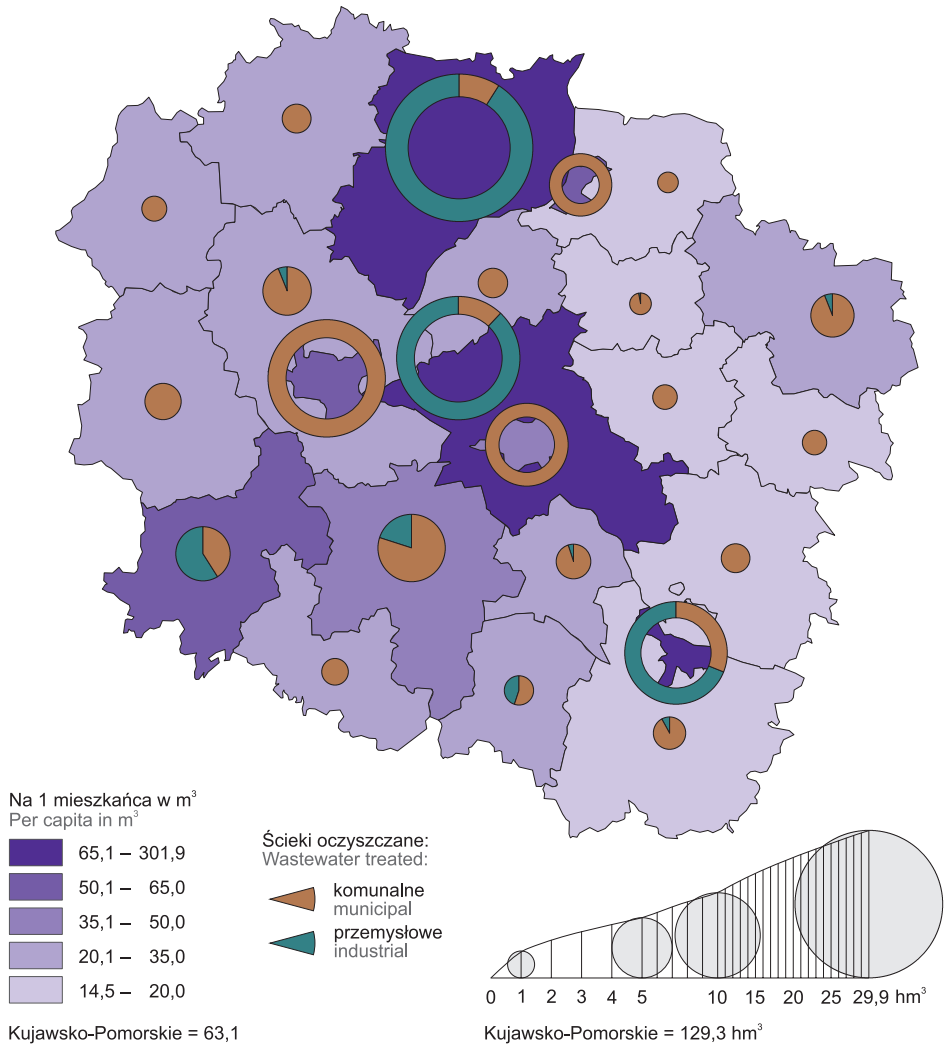 Na 1 mieszkańca w m³
Per capita in m³
65,1 – 301,9
50,1 – 65,0
35,1 – 50,0
20,1 – 35,0
14,5 – 20,0
Kujawsko-Pomorskie = 63,1
Ścieki oczyszczane:
Wastewater treated:
komunalne
municipal
przemysłowe
industrial
0 1 2 3 4 5 10 15 20 25 29,9 hm³
Kujawsko-Pomorskie = 129,3 hm³